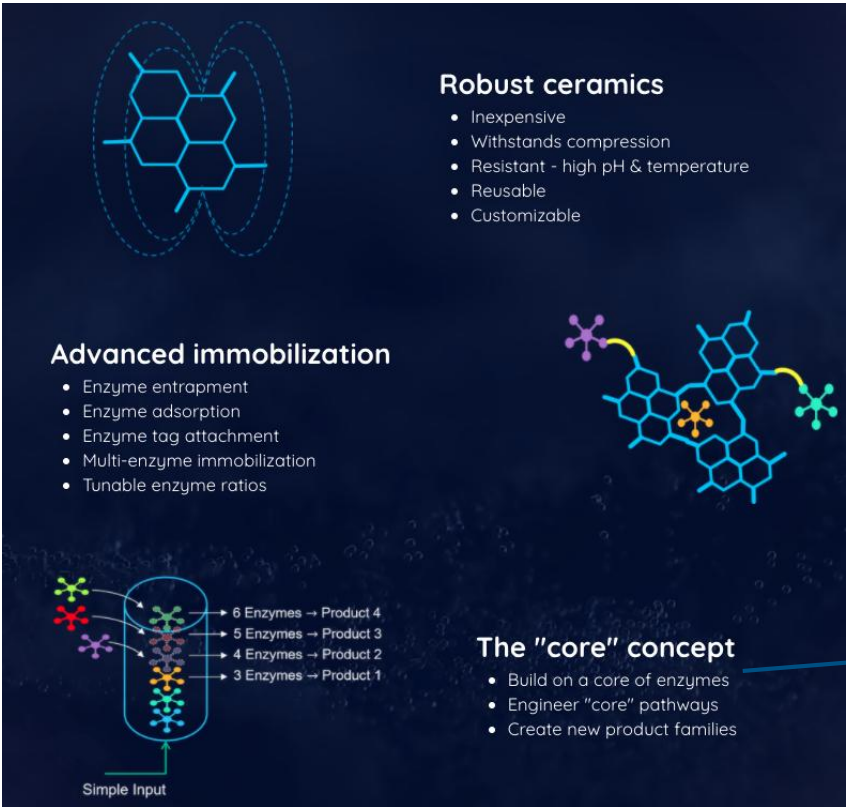 Robust ceramics
• Inexpensive
• Withstands compression
• Resistant - high pH & temperature
• Reusable
• Customizable
Advanced immobilization
• Enzyme entrapment
• Enzyme adsorption
• Enzyme tag attachment
• Multi-enzyme immobilization
• Tunable enzyme ratios
6 Enzymes → Product 4
5 Enzymes → Product 3
4 Enzymes → Product 2
3 Enzymes → Product 1
Simple Input
The "core" concept
• Build on a core of enzymes
• Engineer "core" pathways
• Create new product families